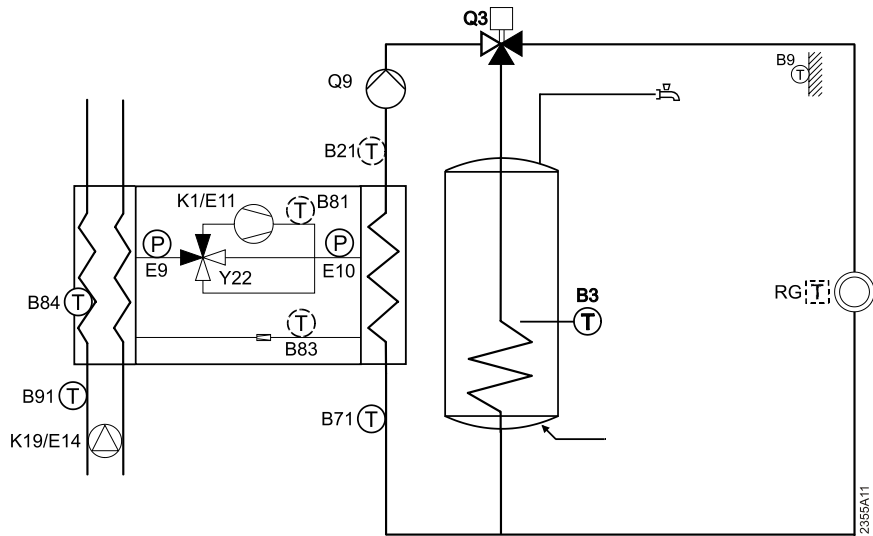 Q3
B9
T
Q9
B21 T
K1/E11
T B81
P
P
E9
Y22
E10
B84 T
T
B83
B3
T
RG T
B91 T
B71 T
K19/E14
2355A11